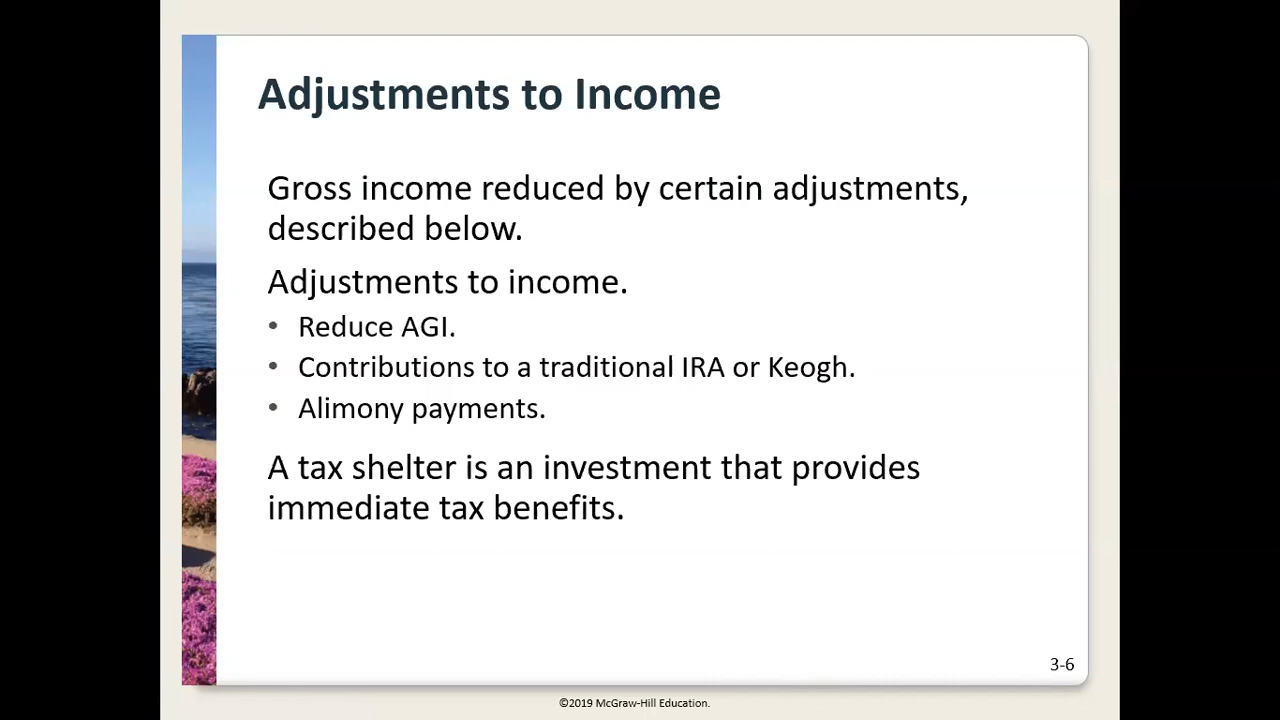 Adjustments to Income
Gross income reduced by certain adjustments,
described below.
Adjustments to income.
• Reduce AGI.
• Contributions to a traditional IRA or Keogh.
• Alimony payments.
A tax shelter is an investment that provides
immediate tax benefits.
3-6
©2019 McGraw-Hill Education.